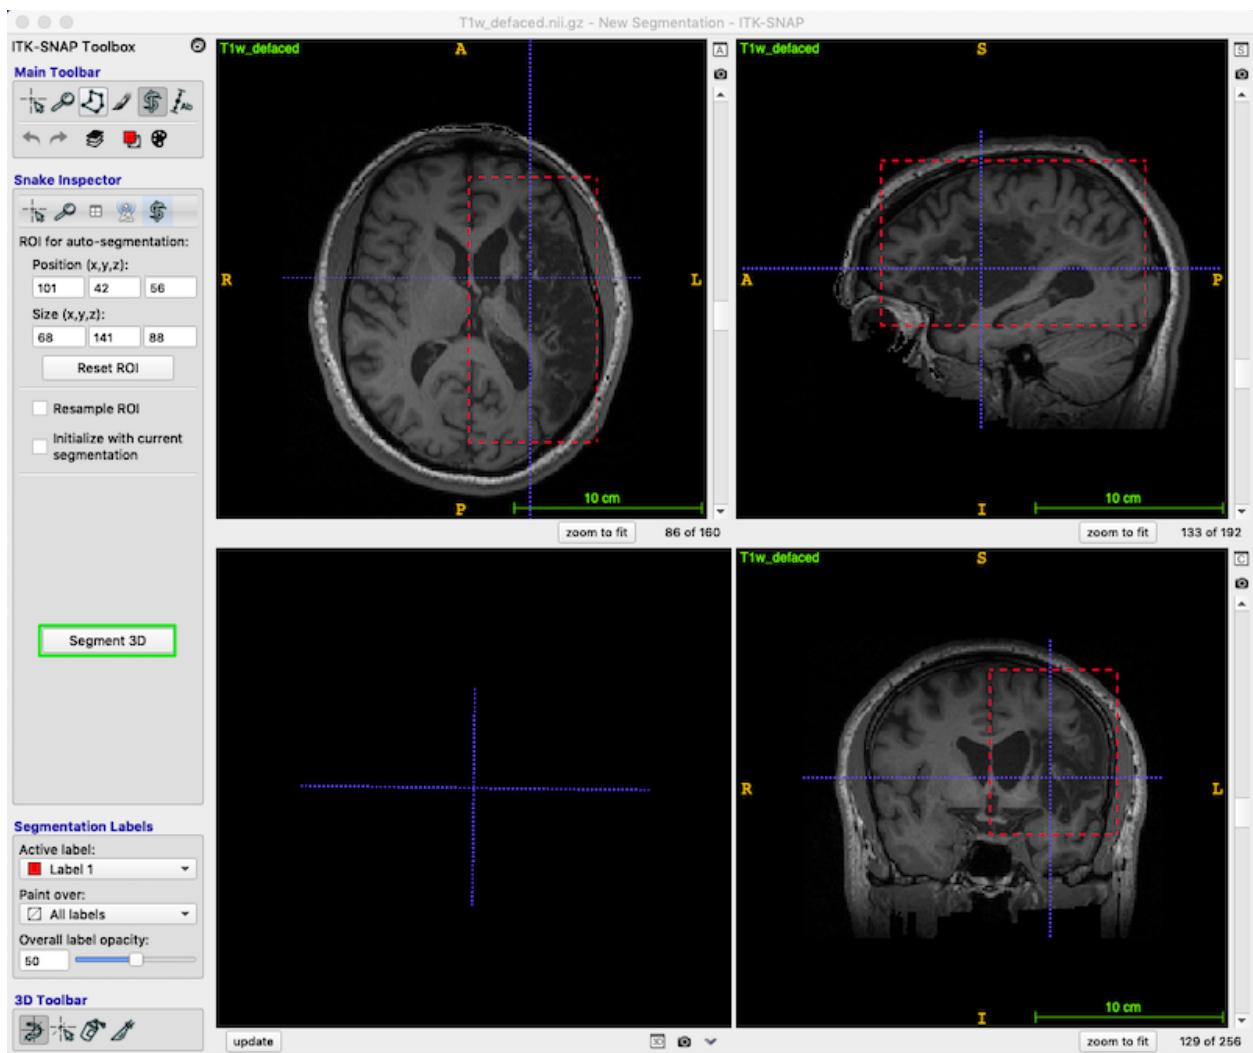 T1w_defaced.nii.gz - New Segmentation - ITK-SNAP
ITK-SNAP Toolbox
Main Toolbar
Snake Inspector
ROI for auto-segmentation:
Position (x,y,z):
101 42 56
Size (x,y,z):
68 141 88
Reset ROI
Resample ROI
Initialize with current
segmentation
Segment 3D
Segmentation Labels
Active label:
Label 1
Paint over:
All labels
Overall label opacity:
50
3D Toolbar
T1w_defaced
A
A
R
L
10 cm
P
zoom to fit 86 of 160
T1w_defaced
S
S
A
P
10 cm
I
zoom to fit 133 of 192
update
3D
T1w_defaced
S
C
R
L
10 cm
I
zoom to fit 129 of 256